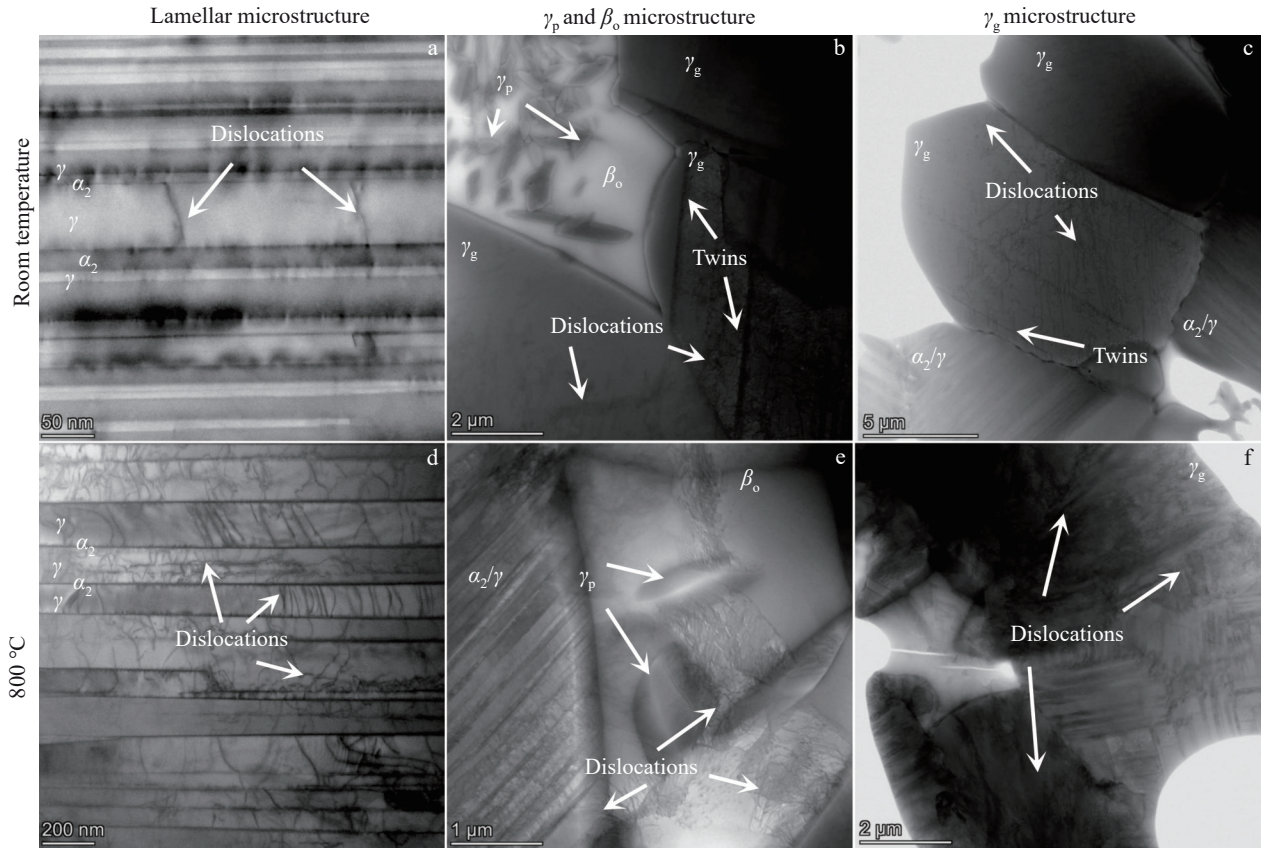 Lamellar microstructure
γp and βo microstructure
γg microstructure
Room temperature
a
Dislocations
γ
α2
γ
α2
γ
50 nm
b
γg
γp
γg
βo
γg
Twins
Dislocations
2 μm
c
γg
γg
Dislocations
α2/γ
α2/γ
Twins
5 μm
800 °C
d
γ
α2
γ
α2
γ
Dislocations
200 nm
e
βo
α2/γ
γp
Dislocations
1 μm
f
γg
Dislocations
2 μm